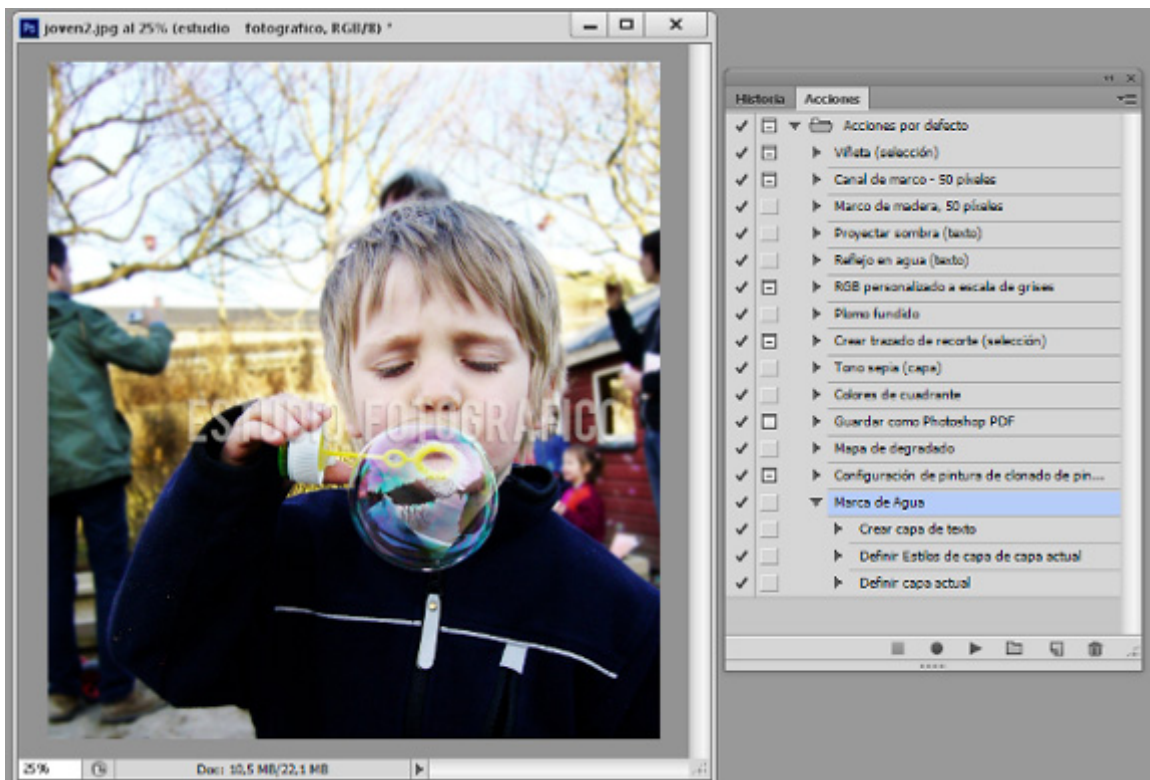 Ps joven2.jpg al 25% (estudio fotografico, RGB/8) *
ESTUDIO FOTOGRAFICO
25%
Doc: 10,5 MB/22,1 MB
Historia Acciones
Acciones por defecto
Viñeta (selección)
Canal de marco - 50 píxeles
Marco de madera, 50 píxeles
Proyectar sombra (texto)
Reflejo en agua (texto)
RGB personalizado a escala de grises
Plomo fundido
Crear trazado de recorte (selección)
Tono sepia (capa)
Colores de cuadrante
Guardar como Photoshop PDF
Mapa de degradado
Configuración de pintura de clonado de pin...
Marca de Agua
Crear capa de texto
Definir Estilos de capa de capa actual
Definir capa actual